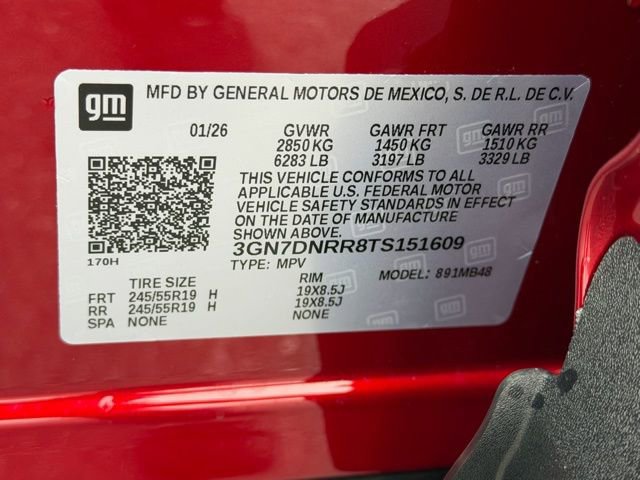 gm MFD BY GENERAL MOTORS DE MEXICO, S. DE R.L. DE C.V.
01/26 GVWR GAWR FRT GAWR RR
2850 KG 1450 KG 1510 KG
6283 LB 3197 LB 3329 LB
THIS VEHICLE CONFORMS TO ALL
APPLICABLE U.S. FEDERAL MOTOR
VEHICLE SAFETY STANDARDS IN EFFECT
ON THE DATE OF MANUFACTURE
SHOWN ABOVE.
3GN7DNRR8TS151609
170H TYPE: MPV MODEL: 891MB48
TIRE SIZE RIM
FRT 245/55R19 H 19X8.5J
RR 245/55R19 H 19X8.5J
SPA NONE NONE